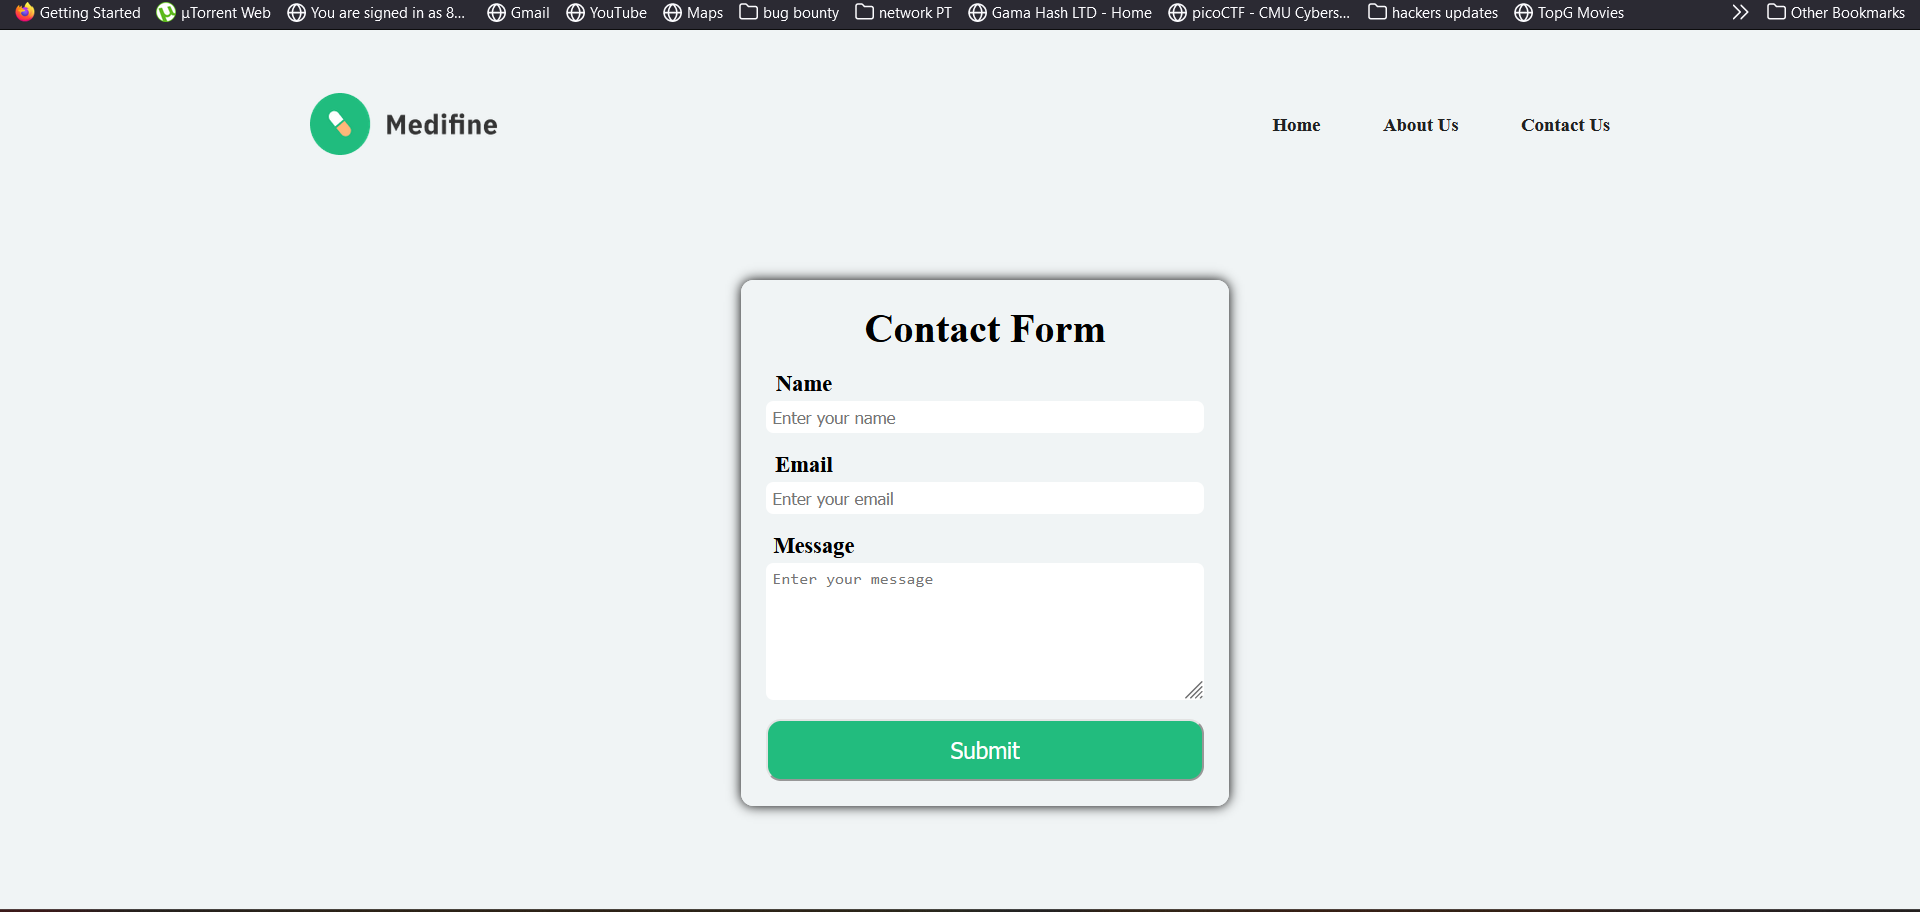 Getting Started µTorrent Web You are signed in as 8... Gmail YouTube Maps bug bounty network PT Gama Hash LTD - Home picoCTF - CMU Cybers... hackers updates TopG Movies Other Bookmarks
Medifine Home About Us Contact Us
Contact Form
Name
Enter your name
Email
Enter your email
Message
Enter your message
Submit